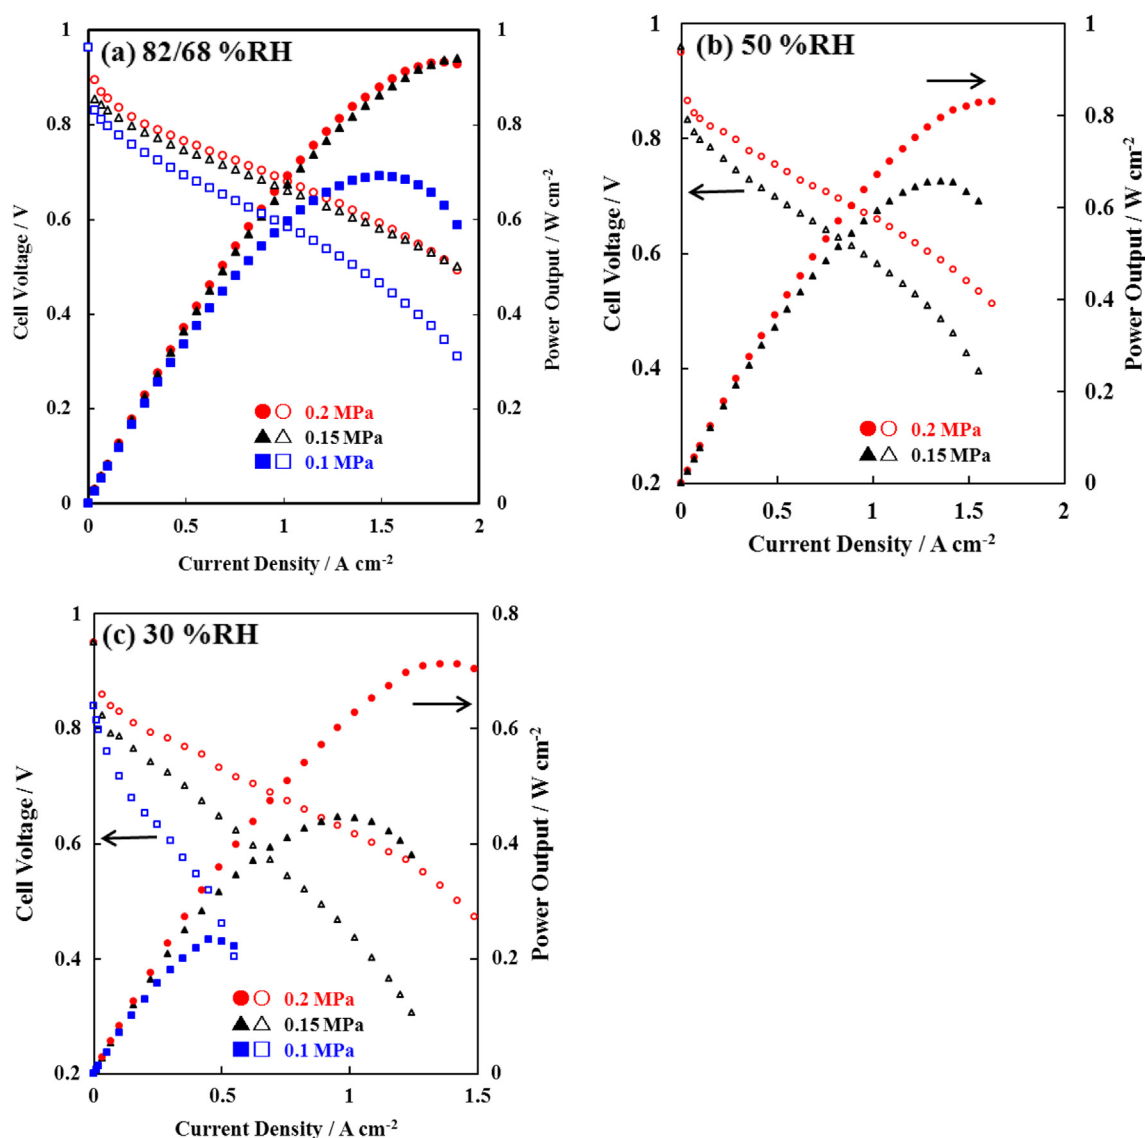 (a) 82/68 %RH
1
0.8
0.6
0.4
0.2
0
Cell Voltage / V
1
0.8
0.6
0.4
0.2
0
Power Output / W cm-2
0.2 MPa
0.15 MPa
0.1 MPa
0 0.5 1 1.5 2
Current Density / A cm-2
(b) 50 %RH
1
0.8
0.6
0.4
0.2
Cell Voltage / V
1
0.8
0.6
0.4
0.2
0
Power Output / W cm-2
0.2 MPa
0.15 MPa
0 0.5 1 1.5 2
Current Density / A cm-2
(c) 30 %RH
1
0.8
0.6
0.4
0.2
Cell Voltage / V
0.8
0.6
0.4
0.2
0
Power Output / W cm-2
0.2 MPa
0.15 MPa
0.1 MPa
0 0.5 1 1.5
Current Density / A cm-2